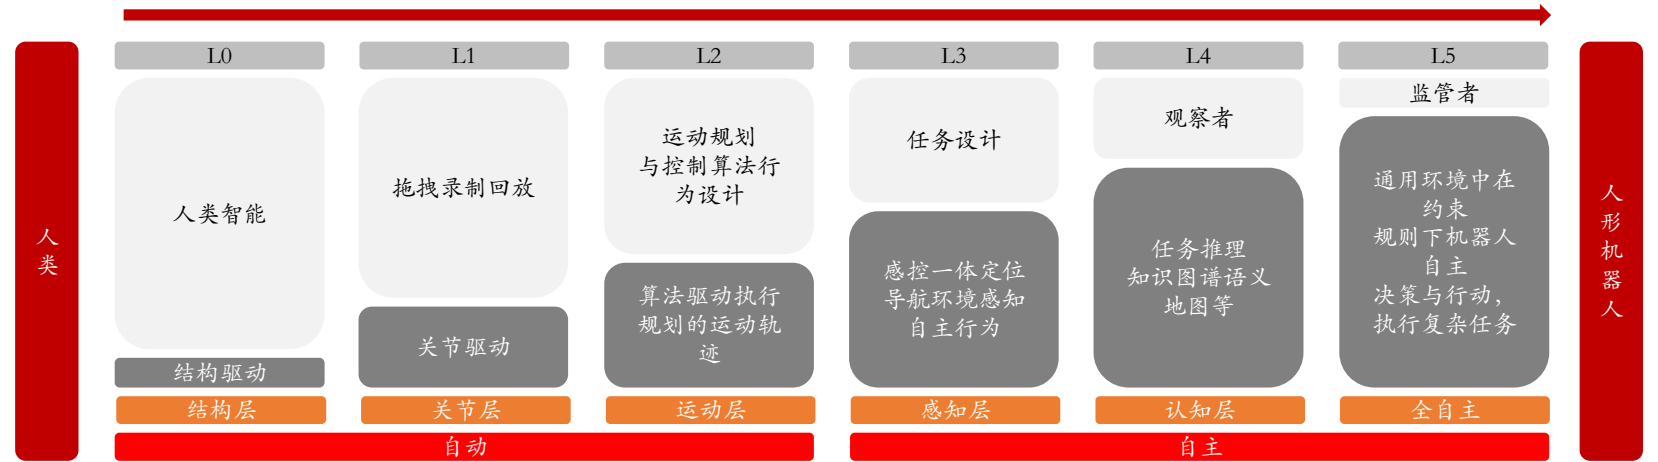 人
类
L0
人类智能
结构驱动
结构层
L1
拖拽录制回放
关节驱动
关节层
L2
运动规划
与控制算法行
为设计
算法驱动执行
规划的运动轨
迹
运动层
自动
L3
任务设计
感控一体定位
导航环境感知
自主行为
感知层
L4
观察者
任务推理
知识图谱语义
地图等
认知层
L5
监管者
通用环境中在
约束
规则下机器人
自主
决策与行动，
执行复杂任务
全自主
自主
人
形
机
器
人